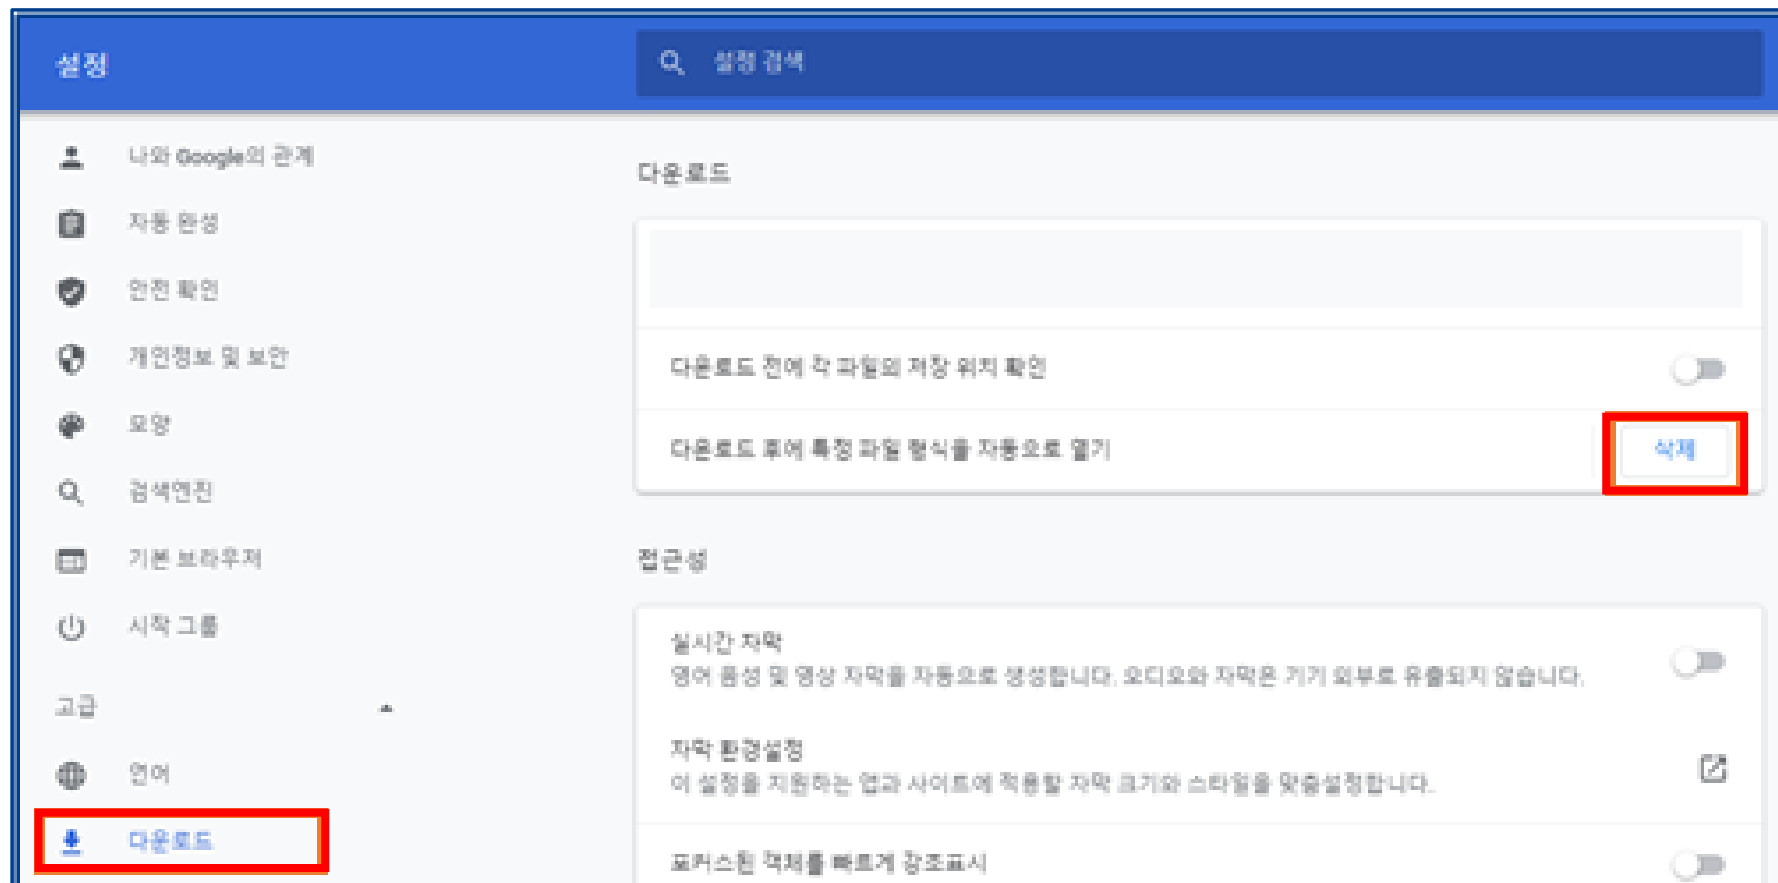 설정
설정 검색
나와 Google의 관계
자동 완성
안전 확인
개인정보 및 보안
모양
검색엔진
기본 브라우저
시작 그룹
고급
언어
다운로드
다운로드
다운로드 전에 각 파일의 저장 위치 확인
다운로드 후에 특정 파일 형식을 자동으로 열기
삭제
접근성
실시간 자막
영어 음성 및 영상 자막을 자동으로 생성합니다. 오디오와 자막은 기기 외부로 유출되지 않습니다.
자막 환경설정
이 설정을 지원하는 앱과 사이트에 적용할 자막 크기와 스타일을 맞춤설정합니다.
포커스된 객체를 빠르게 강조표시